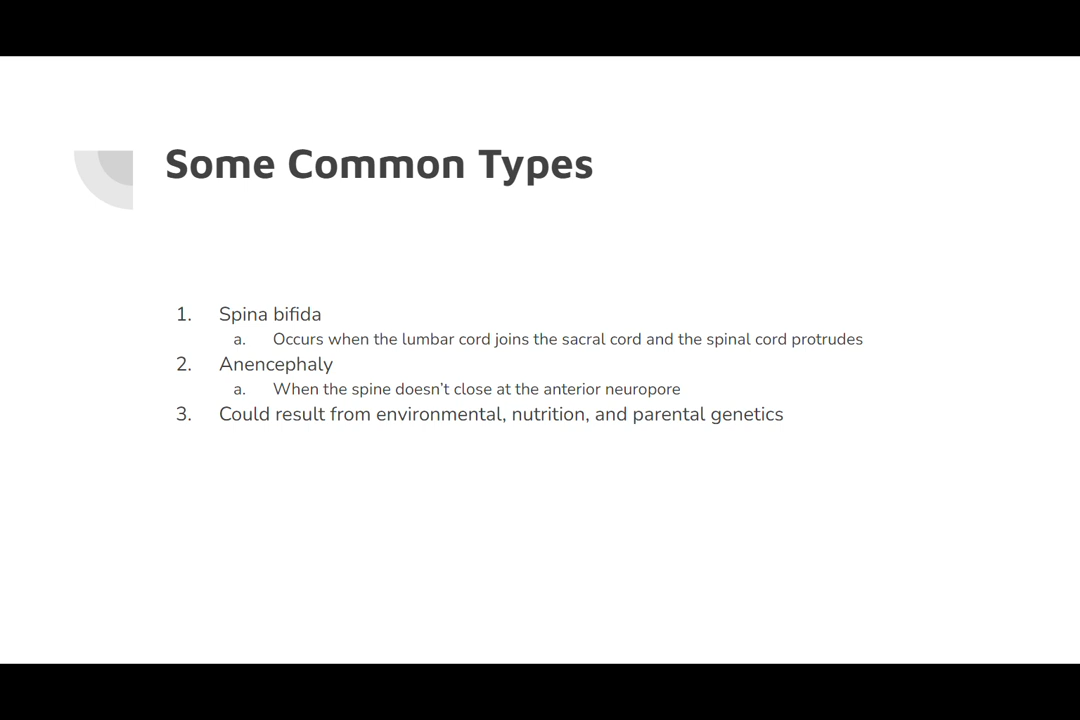 Some Common Types
1. Spina bifida
a. Occurs when the lumbar cord joins the sacral cord and the spinal cord protrudes
2. Anencephaly
a. When the spine doesn't close at the anterior neuropore
3. Could result from environmental, nutrition, and parental genetics